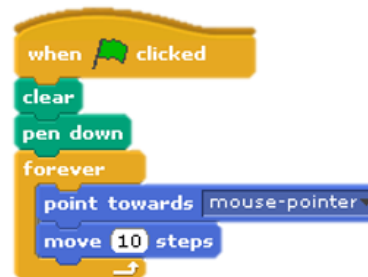 when clicked
clear
pen down
forever
point towards mouse-pointer
move 10 steps